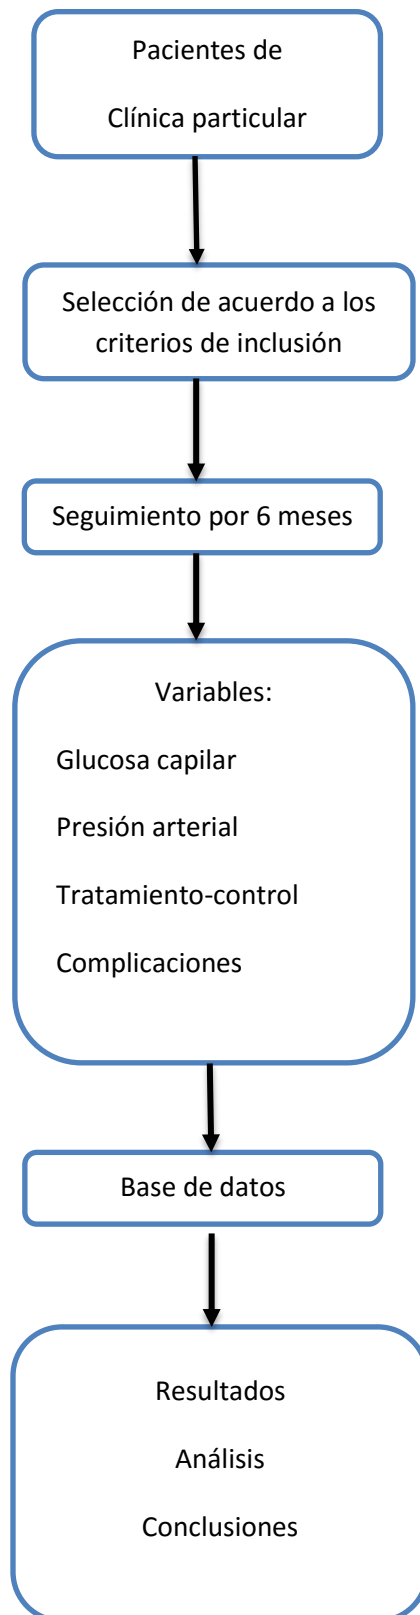 Pacientes de
Clínica particular
Selección de acuerdo a los
criterios de inclusión
Seguimiento por 6 meses
Variables:
Glucosa capilar
Presión arterial
Tratamiento-control
Complicaciones
Base de datos
Resultados
Análisis
Conclusiones